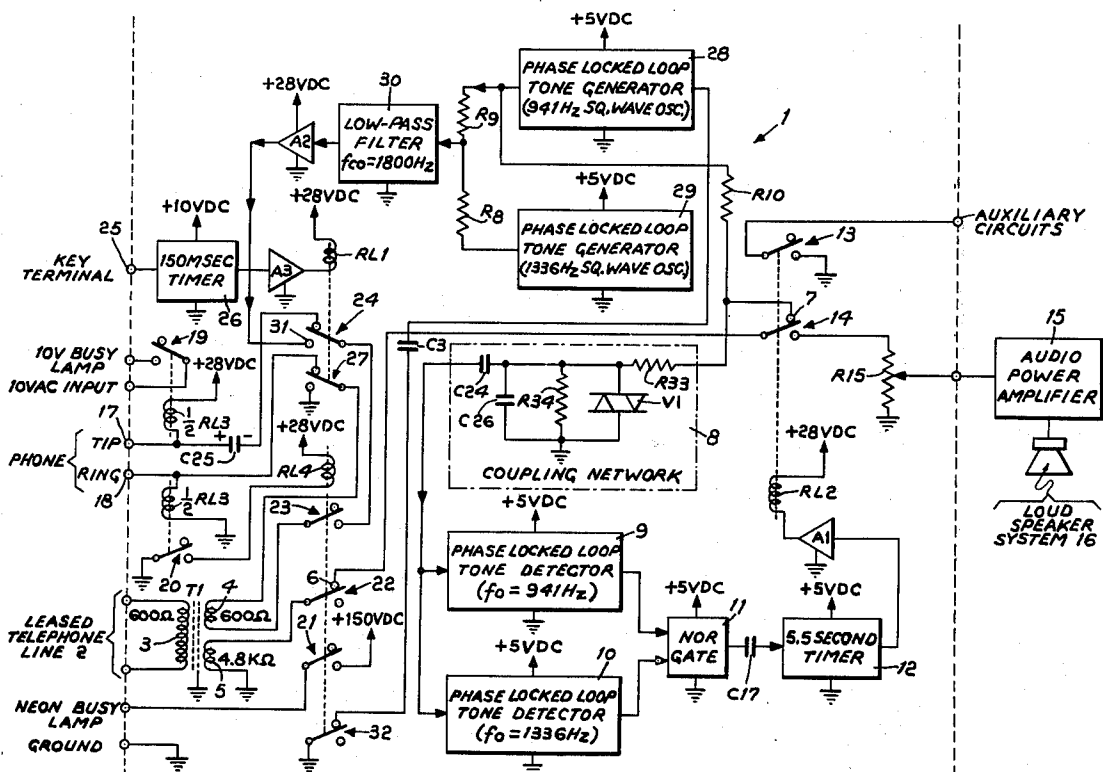 +5VDC
28
PHASE LOCKED LOOP
TONE GENERATOR
(941Hz SQ.WAVE OSC.)
1
30
+28VDC
A2
LOW-PASS
FILTER
fco=1800Hz
R9
R8
R10
+5VDC
29
PHASE LOCKED LOOP
TONE GENERATOR
(1336Hz SQ.WAVE OSC.)
AUXILIARY
CIRCUITS
13
+28VDC
+10VDC
25
KEY
TERMINAL
150MSEC
TIMER
26
A3
RL1
24
31
27
7
14
15
AUDIO
POWER
AMPLIFIER
R15
C3
19
10V BUSY
LAMP
10VAC INPUT
+28VDC
1/2 RL3
17
TIP
+ -
C25
PHONE
RING
18
1/2 RL3
+28VDC
RL4
23
20
C24
C26
R34
V1
R33
8
COUPLING NETWORK
+28VDC
RL2
A1
LOUD
SPEAKER
SYSTEM 16
+5VDC
9
PHASE LOCKED LOOP
TONE DETECTOR
(fo=941Hz)
6
22
T1
4
600Ω
600Ω
LEASED
TELEPHONE
LINE 2
3
4.8KΩ
5
21
+150VDC
+5VDC
11
NOR
GATE
C17
+5VDC
5.5 SECOND
TIMER
12
+5VDC
10
PHASE LOCKED LOOP
TONE DETECTOR
(fo=1336Hz)
NEON BUSY
LAMP
GROUND
32